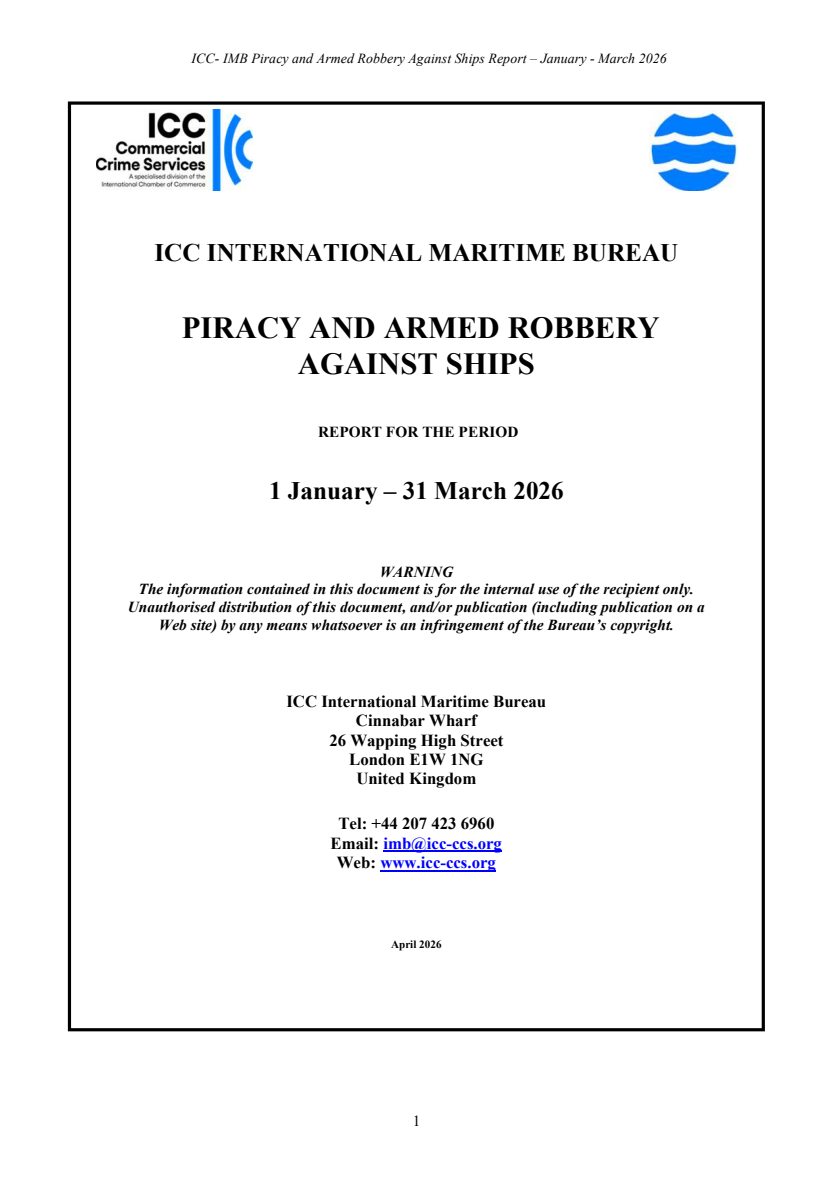 ICC- IMB Piracy and Armed Robbery Against Ships Report – January - March 2026
ICC
Commercial
Crime Services
A specialised division of the
International Chamber of Commerce
ICC INTERNATIONAL MARITIME BUREAU
PIRACY AND ARMED ROBBERY
AGAINST SHIPS
REPORT FOR THE PERIOD
1 January – 31 March 2026
WARNING
The information contained in this document is for the internal use of the recipient only.
Unauthorised distribution of this document, and/or publication (including publication on a
Web site) by any means whatsoever is an infringement of the Bureau’s copyright.
ICC International Maritime Bureau
Cinnabar Wharf
26 Wapping High Street
London E1W 1NG
United Kingdom
Tel: +44 207 423 6960
Email: imb@icc-ccs.org
Web: www.icc-ccs.org
April 2026
1